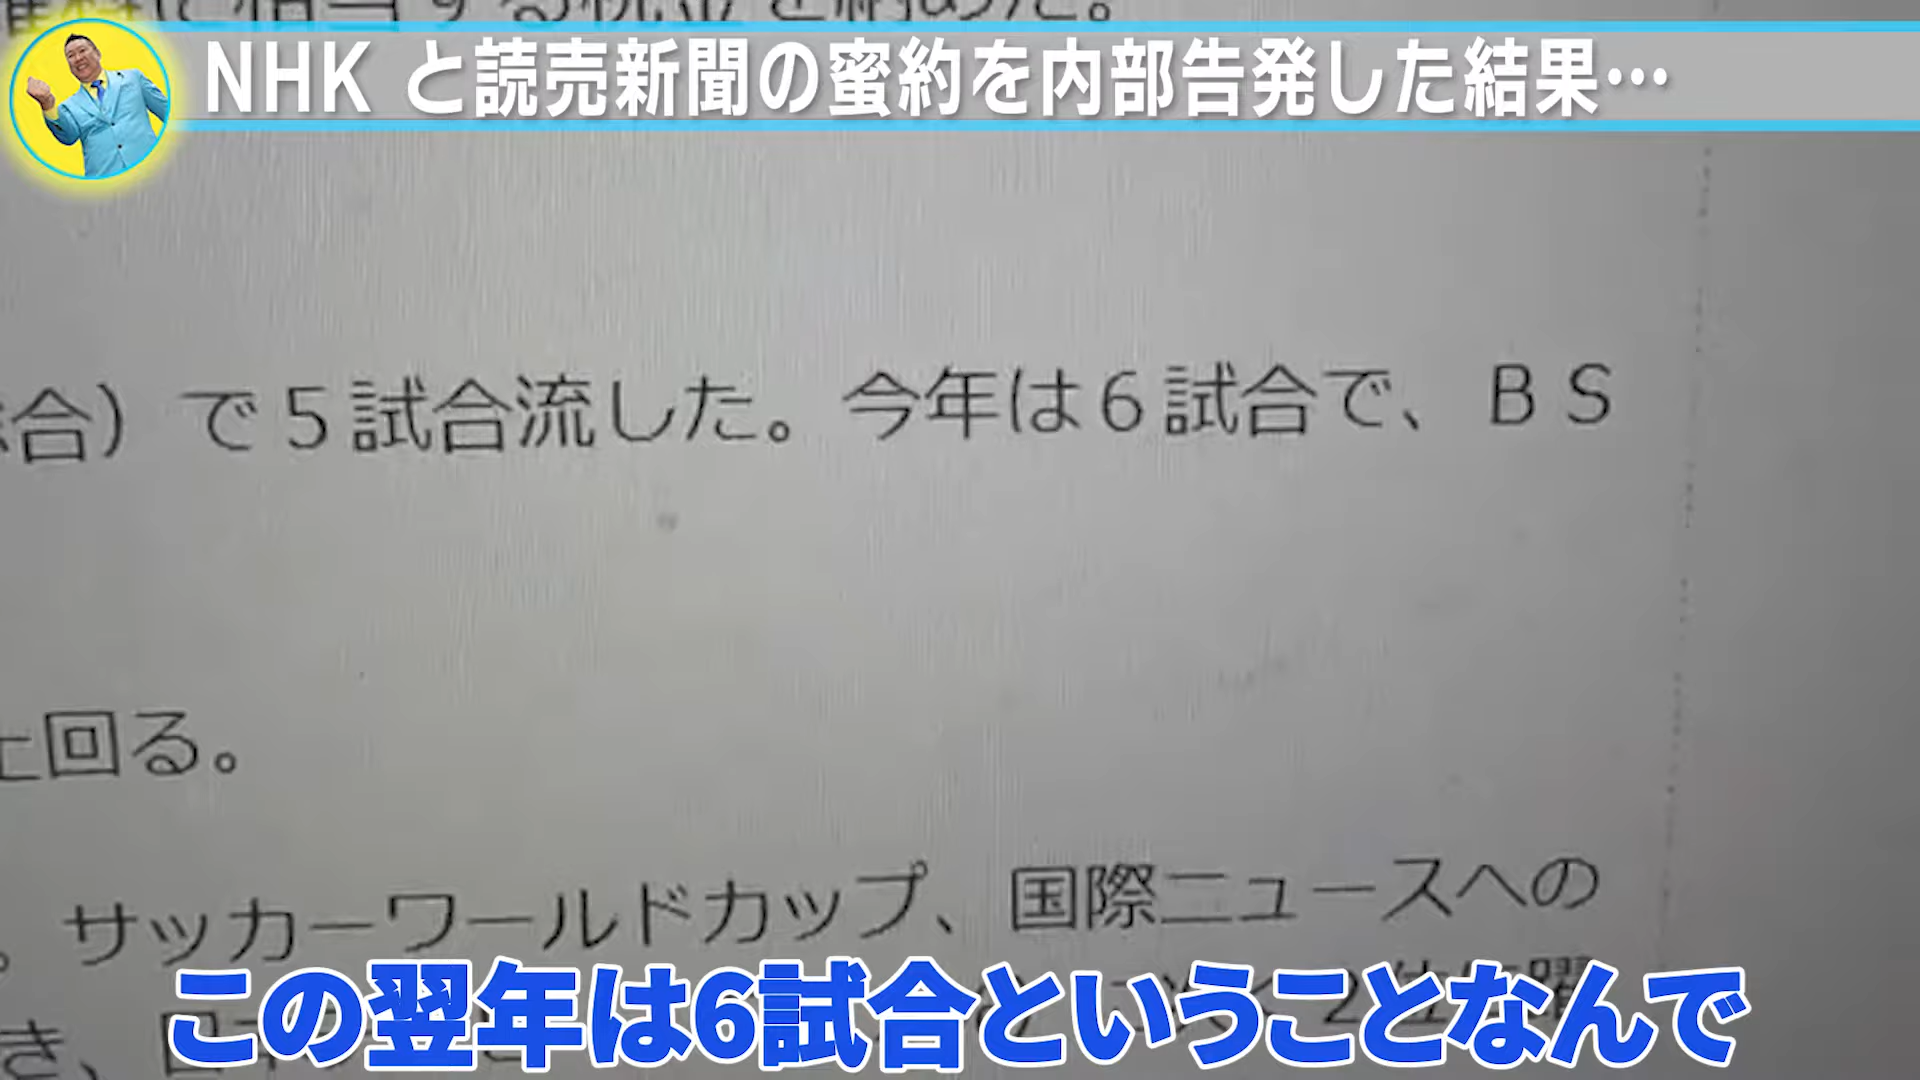 NHK と読売新聞の蜜約を内部告発した結果…
合）で５試合流した。今年は６試合で、ＢＳ
回る。
。サッカーワールドカップ、国際ニュースへの
き、
この翌年は6試合ということなんで